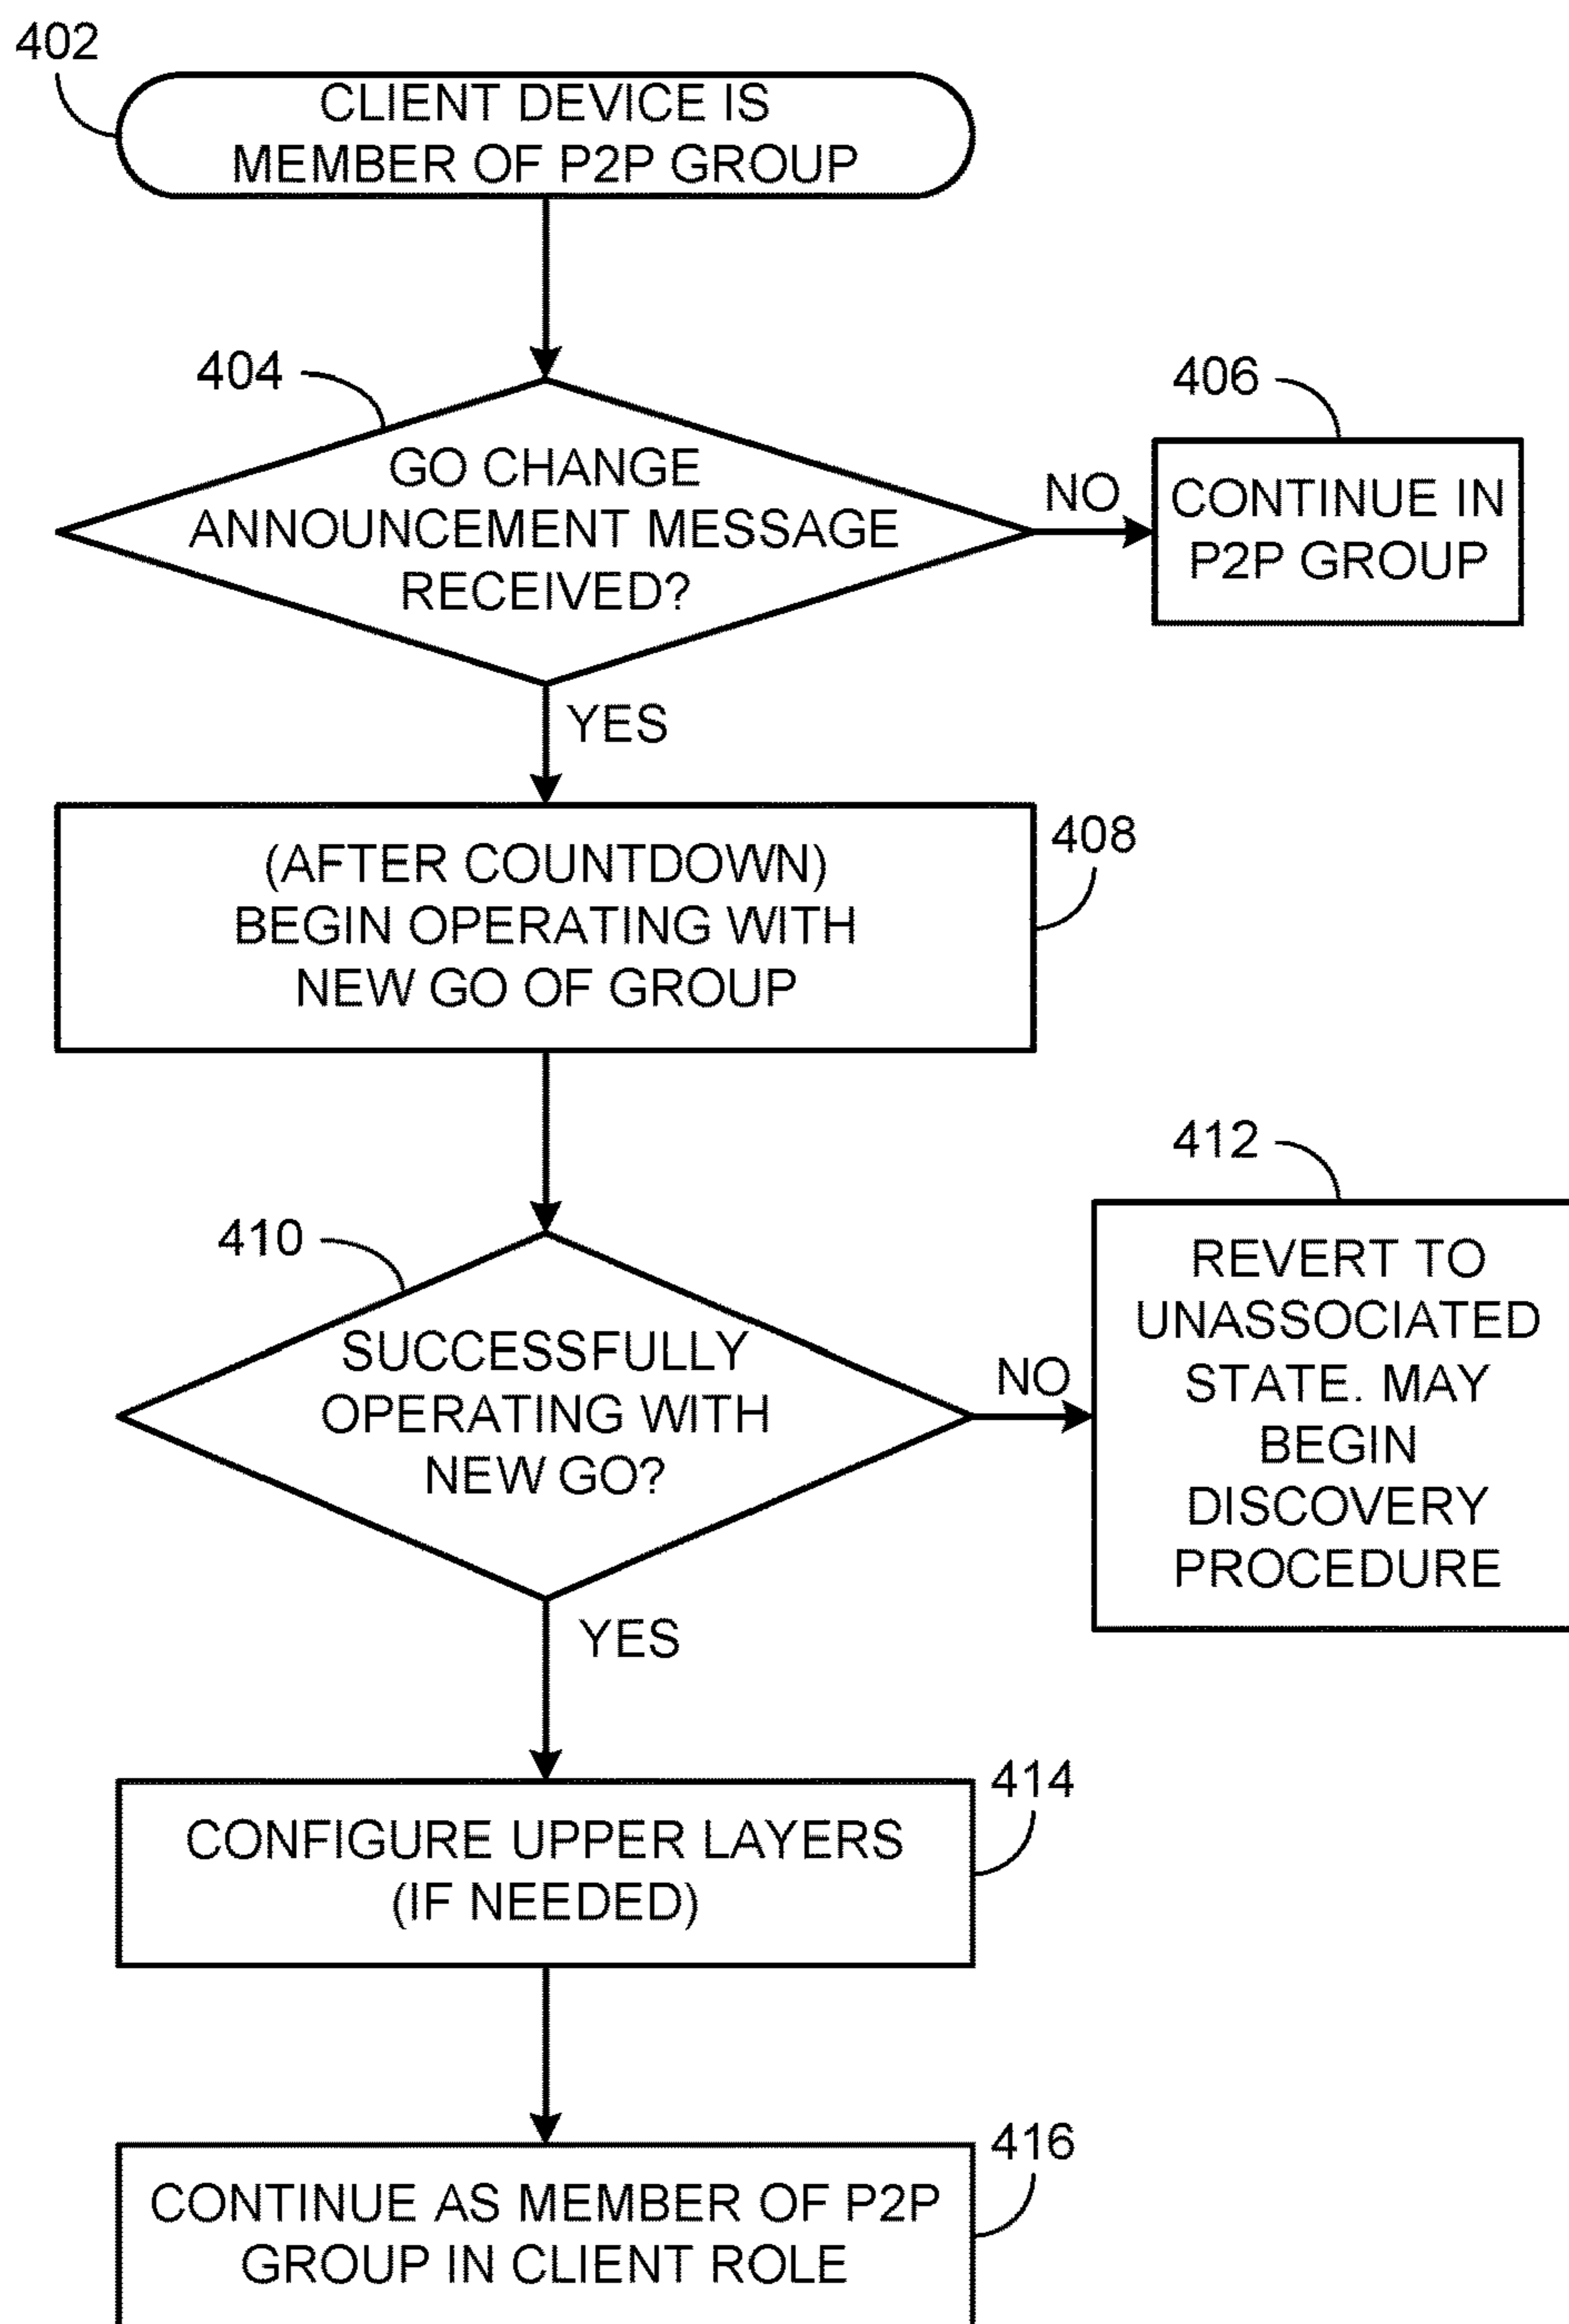 402
CLIENT DEVICE IS
MEMBER OF P2P GROUP
404
GO CHANGE
ANNOUNCEMENT MESSAGE
RECEIVED?
NO
406
CONTINUE IN
P2P GROUP
YES
408
(AFTER COUNTDOWN)
BEGIN OPERATING WITH
NEW GO OF GROUP
410
SUCCESSFULLY
OPERATING WITH
NEW GO?
NO
412
REVERT TO
UNASSOCIATED
STATE. MAY
BEGIN
DISCOVERY
PROCEDURE
YES
414
CONFIGURE UPPER LAYERS
(IF NEEDED)
416
CONTINUE AS MEMBER OF P2P
GROUP IN CLIENT ROLE